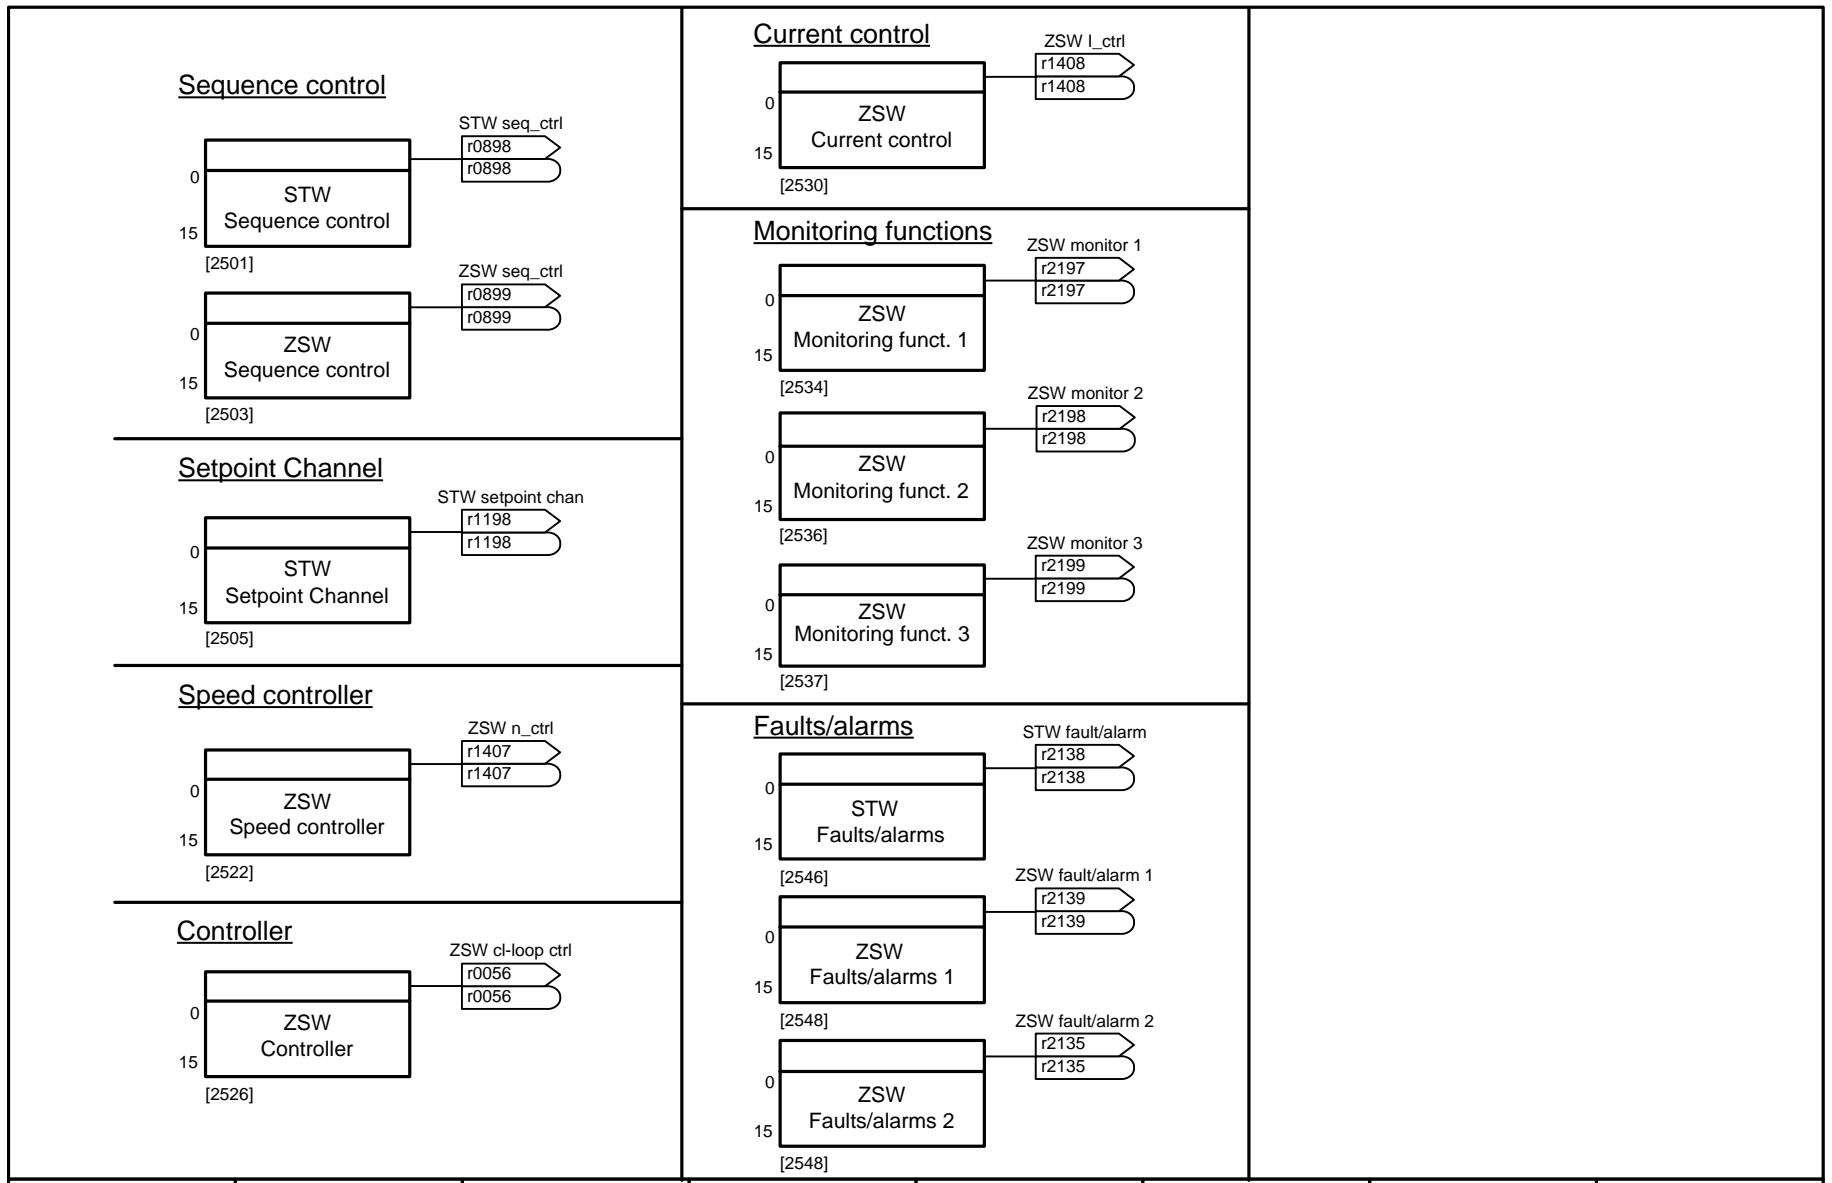 Sequence control
STW seq_ctrl
r0898
r0898
0
STW
Sequence control
15
[2501]
ZSW seq_ctrl
r0899
r0899
0
ZSW
Sequence control
15
[2503]
Setpoint Channel
STW setpoint chan
r1198
r1198
0
STW
Setpoint Channel
15
[2505]
Speed controller
ZSW n_ctrl
r1407
r1407
0
ZSW
Speed controller
15
[2522]
Controller
ZSW cl-loop ctrl
r0056
r0056
0
ZSW
Controller
15
[2526]
Current control
ZSW I_ctrl
r1408
r1408
0
ZSW
Current control
15
[2530]
Monitoring functions
ZSW monitor 1
r2197
r2197
0
ZSW
Monitoring funct. 1
15
[2534]
ZSW monitor 2
r2198
r2198
0
ZSW
Monitoring funct. 2
15
[2536]
ZSW monitor 3
r2199
r2199
0
ZSW
Monitoring funct. 3
15
[2537]
Faults/alarms
STW fault/alarm
r2138
r2138
0
STW
Faults/alarms
15
[2546]
ZSW fault/alarm 1
r2139
r2139
0
ZSW
Faults/alarms 1
15
[2548]
ZSW fault/alarm 2
r2135
r2135
0
ZSW
Faults/alarms 2
15
[2548]